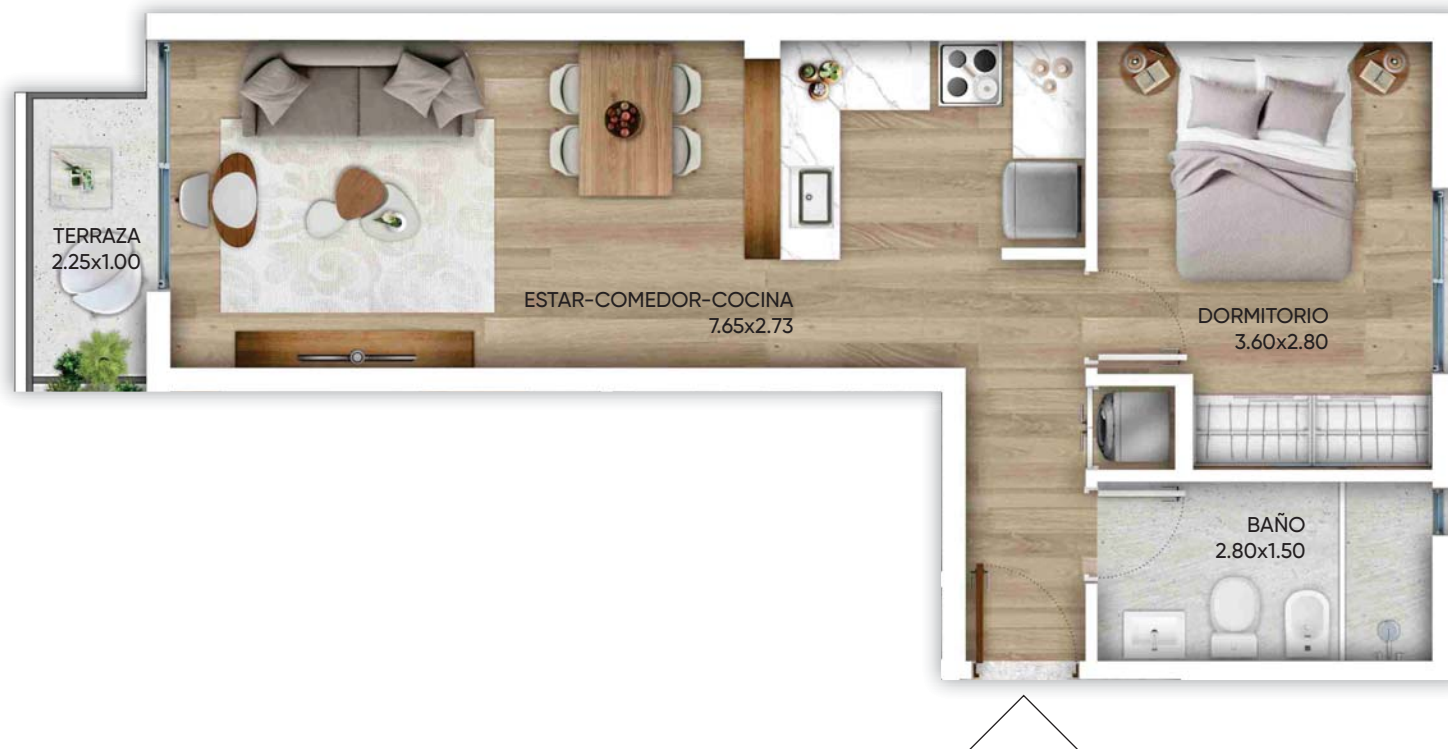 TERRAZA
2.25x1.00
ESTAR-COMEDOR-COCINA
7.65x2.73
DORMITORIO
3.60x2.80
BAÑO
2.80x1.50